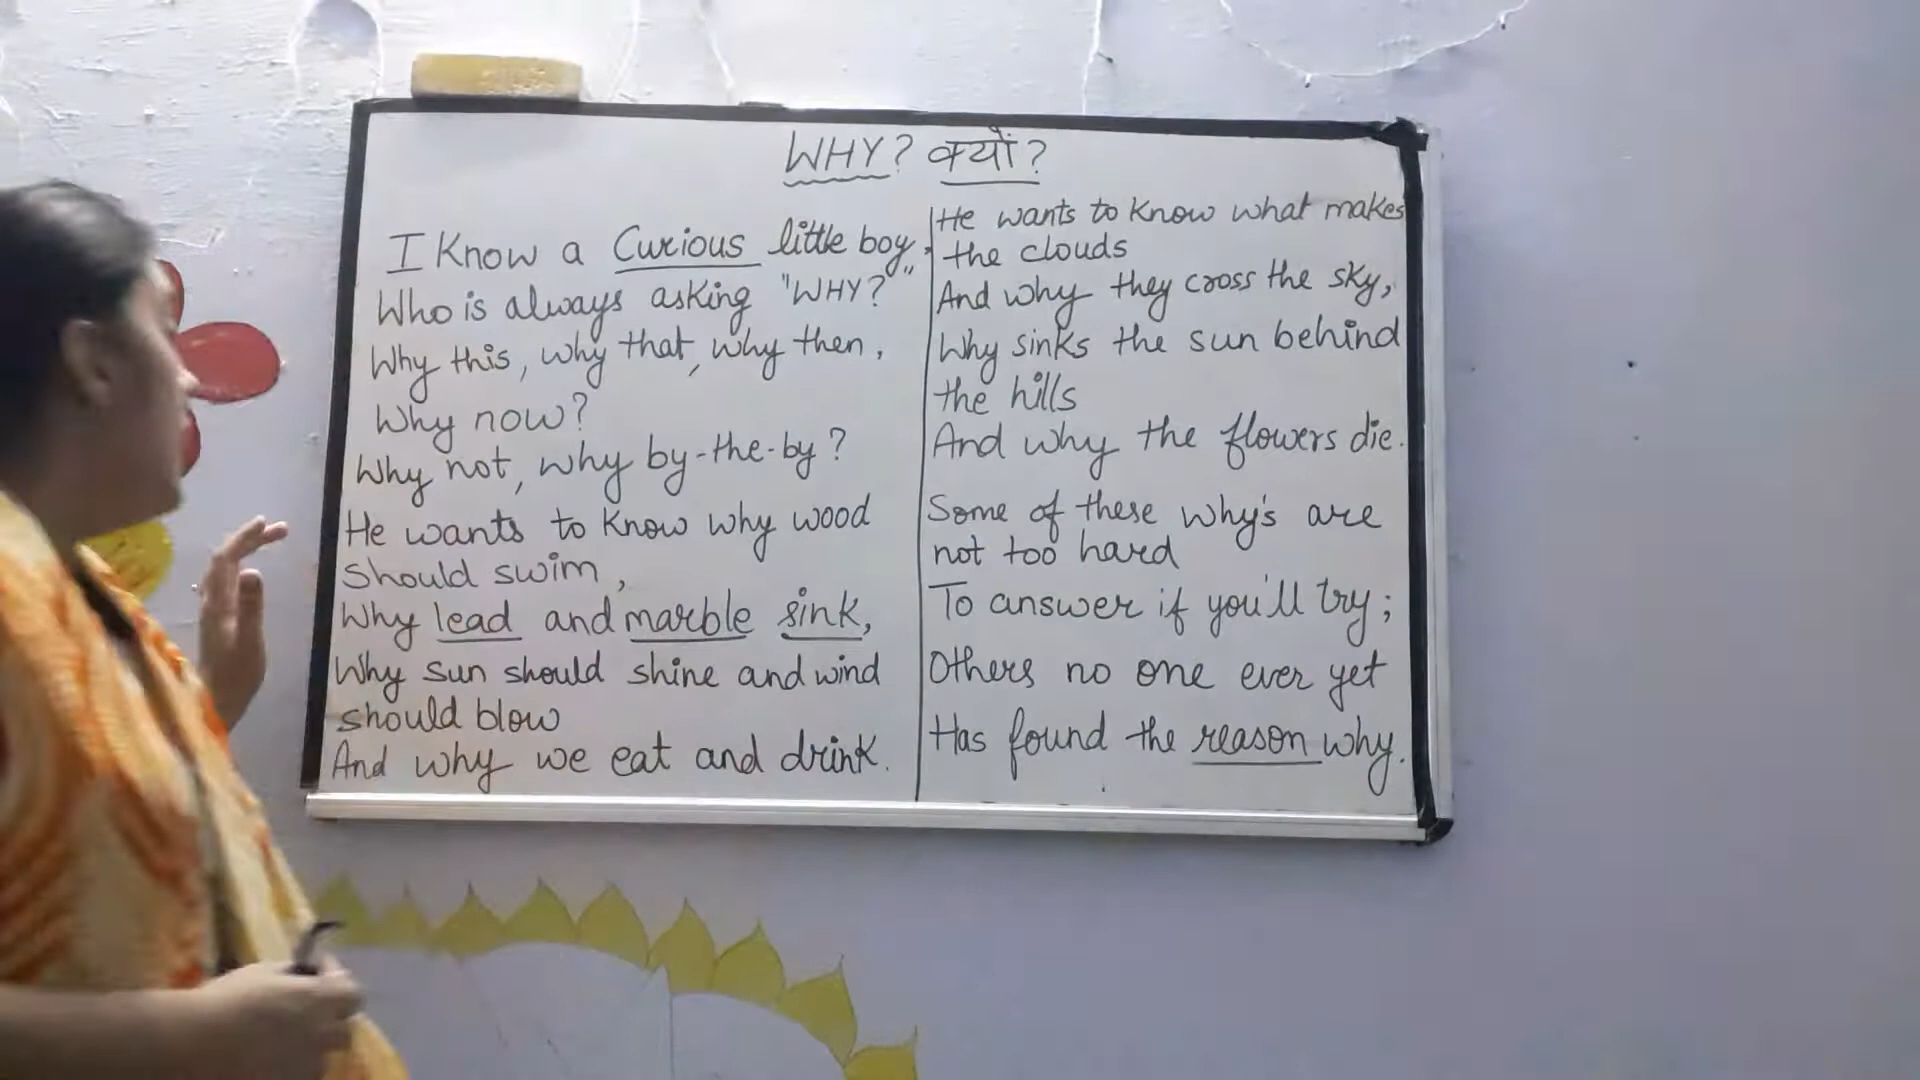 WHY? क्यों?
I Know a Curious little boy,
Who is always asking "WHY?"
Why this, why that, why then,
Why now?
Why not, why by-the-by?
He wants to know why wood
Should swim,
Why lead and marble sink,
Why sun should shine and wind
should blow
And why we eat and drink.
He wants to know what makes
the clouds
And why they cross the sky,
Why sinks the sun behind
the hills
And why the flowers die.
Some of these why's are
not too hard
To answer if you'll try;
Others no one ever yet
Has found the reason why.